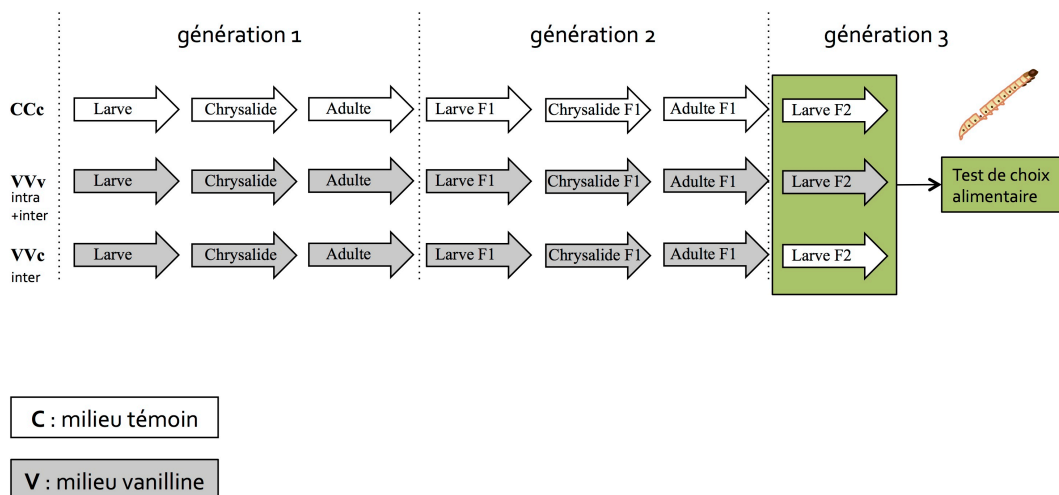 génération 1 génération 2 génération 3
CCc Larve Chrysalide Adulte Larve F1 Chrysalide F1 Adulte F1 Larve F2
VVv Larve Chrysalide Adulte Larve F1 Chrysalide F1 Adulte F1 Larve F2
intra
+inter
Test de choix
alimentaire
VVc Larve Chrysalide Adulte Larve F1 Chrysalide F1 Adulte F1 Larve F2
inter
C : milieu témoin
V : milieu vanilline